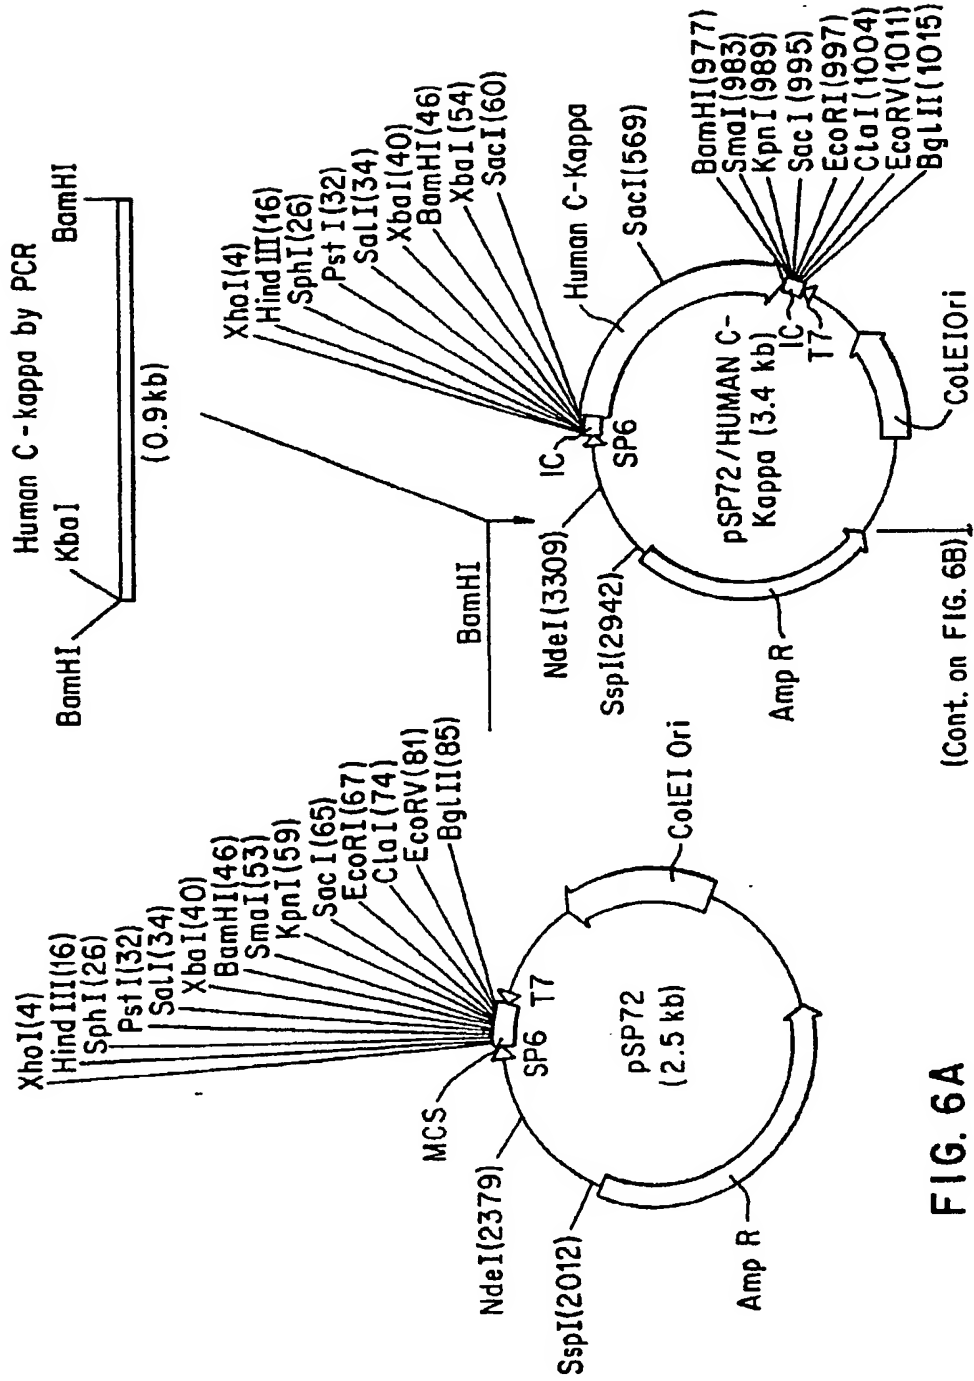 Human C-kappa by PCR
BamHI
KbaI
BamHI
(0.9kb)
XhoI(4)
Hind III(16)
SphI(26)
PstI(32)
SalI(34)
XbaI(40)
BamHI(46)
SmaI(53)
KpnI(59)
Sac I(65)
EcoRI(67)
ClaI(74)
EcoRV(81)
BglII(85)
MCS
SP6
T7
NdeI(2379)
SspI(2012)
pSP72
(2.5 kb)
ColEI Ori
Amp R
BamHI
XhoI(4)
Hind III(16)
SphI(26)
Pst I(32)
SalI(34)
XbaI(40)
BamHI(46)
XbaI(54)
SacI(60)
IC
SP6
Human C-Kappa
SacI(569)
NdeI(3309)
SspI(2942)
pSP72/HUMAN C-
Kappa (3.4 kb)
IC
T7
BamHI(977)
SmaI(983)
KpnI(989)
Sac I(995)
EcoRI(997)
ClaI(1004)
EcoRV(1011)
BglII(1015)
ColEIOri
Amp R
(Cont. on FIG. 6B)
FIG. 6A